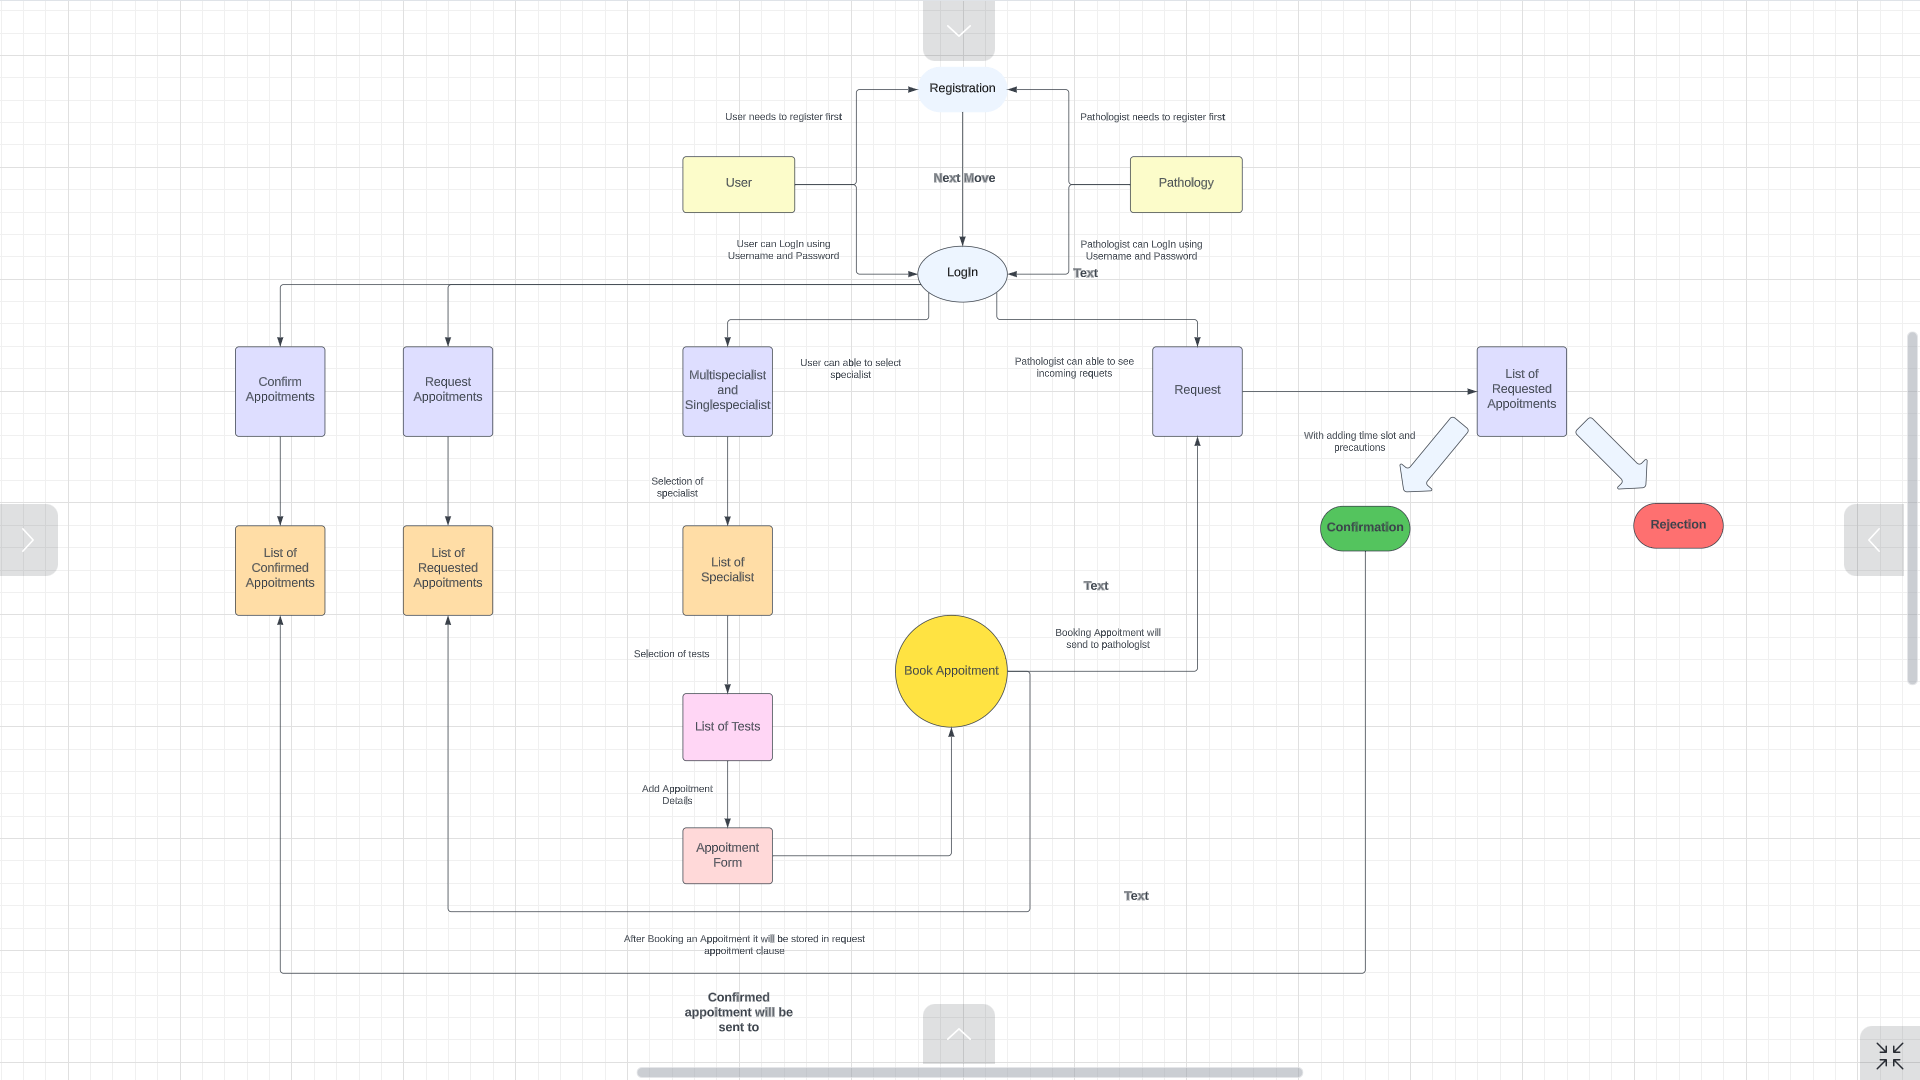 Registration
User needs to register first
Pathologist needs to register first
User
Next Move
Pathology
User can LogIn using
Username and Password
Pathologist can LogIn using
Username and Password
LogIn
Text
Confirm
Appoitments
Request
Appoitments
Multispecialist
and
Singlespecialist
User can able to select
specialist
Pathologist can able to see
incoming requets
Request
List of
Requested
Appoitments
With adding time slot and
precautions
Selection of
specialist
Confirmation
Rejection
List of
Confirmed
Appoitments
List of
Requested
Appoitments
List of
Specialist
Text
Booking Appoitment will
send to pathologist
Selection of tests
Book Appoitment
List of Tests
Add Appoitment
Details
Appoitment
Form
Text
After Booking an Appoitment it will be stored in request
appoitment clause
Confirmed
appoitment will be
sent to